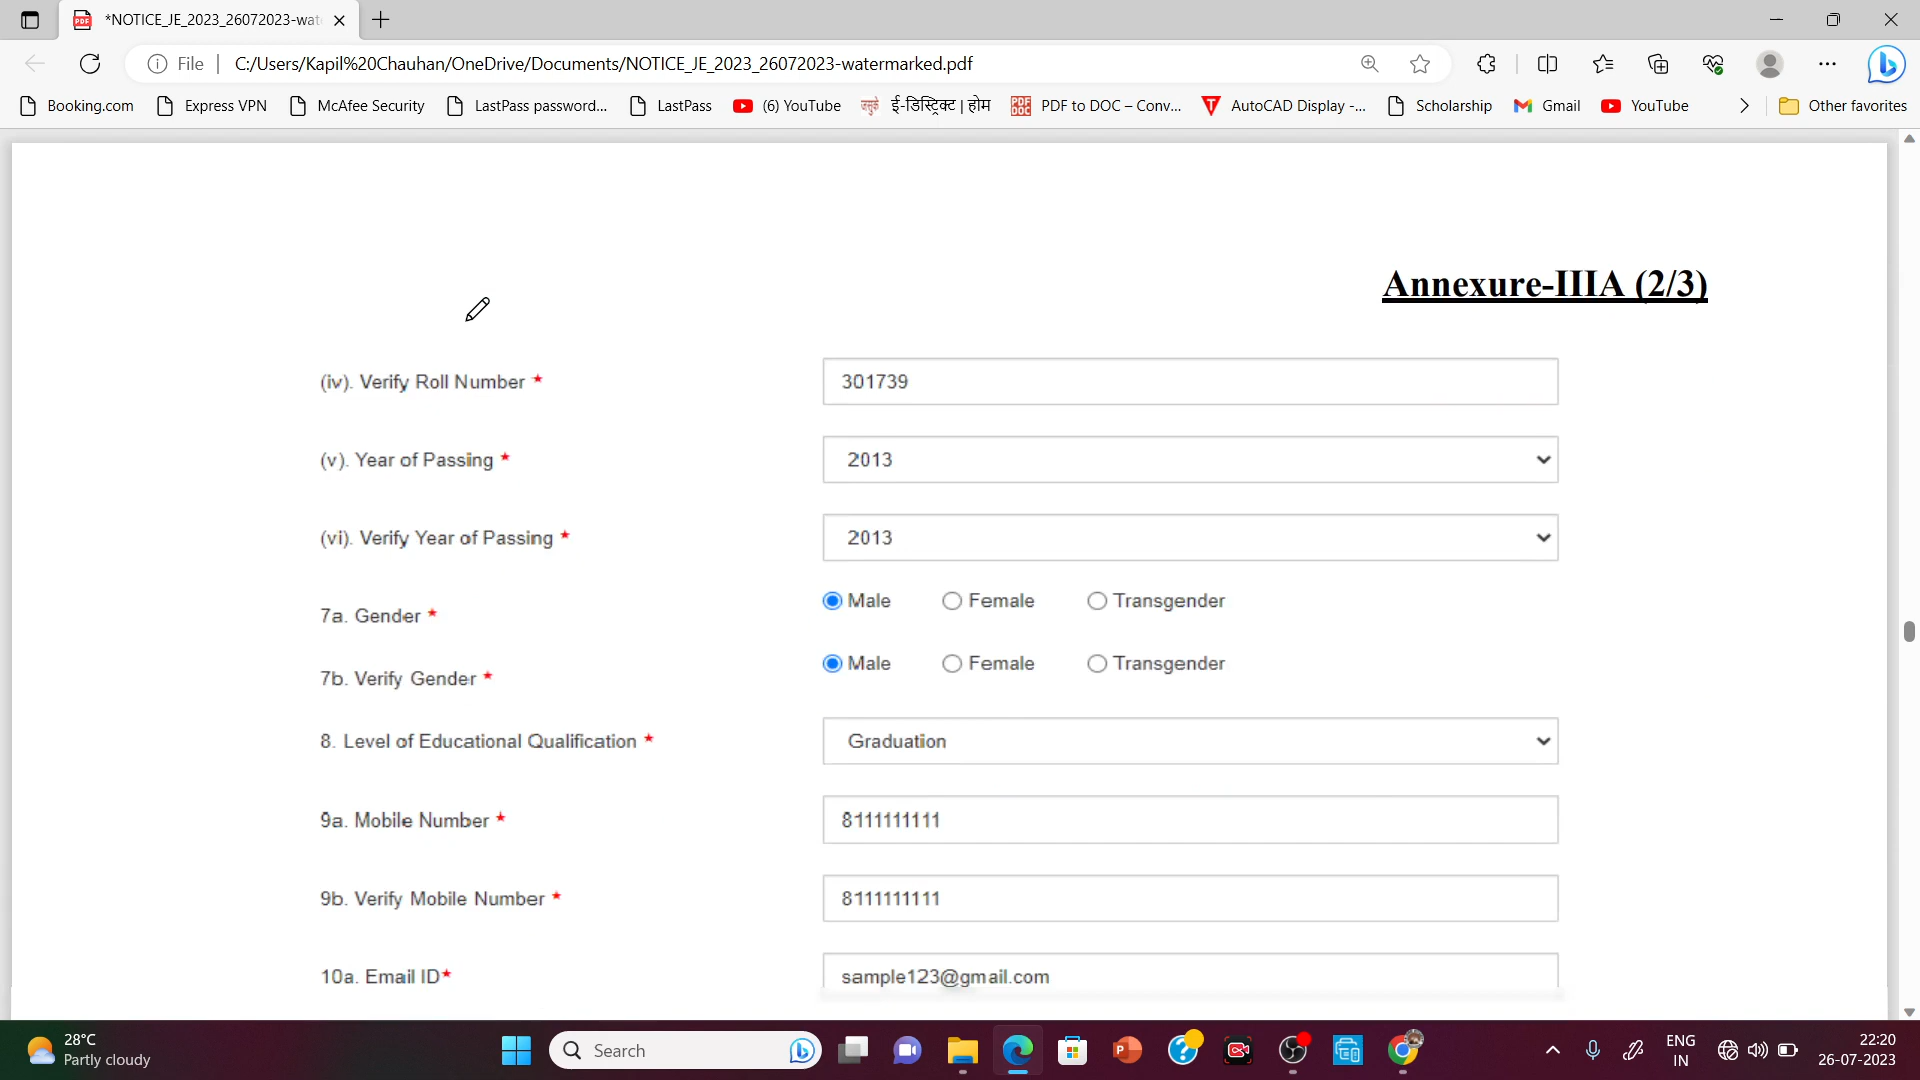 *NOTICE_JE_2023_26072023-wat
File
C:/Users/Kapil%20Chauhan/OneDrive/Documents/NOTICE_JE_2023_26072023-watermarked.pdf
Booking.com
Express VPN
McAfee Security
LastPass password...
LastPass
(6) YouTube
ई-डिस्ट्रिक्ट | होम
PDF to DOC – Conv...
AutoCAD Display -...
Scholarship
Gmail
YouTube
Other favorites
Annexure-IIIA (2/3)
(iv). Verify Roll Number *
301739
(v). Year of Passing *
2013
(vi). Verify Year of Passing *
2013
7a. Gender *
Male
Female
Transgender
7b. Verify Gender *
Male
Female
Transgender
8. Level of Educational Qualification *
Graduation
9a. Mobile Number *
8111111111
9b. Verify Mobile Number *
8111111111
10a. Email ID*
sample123@gmail.com
28°C
Partly cloudy
Search
ENG
IN
22:20
26-07-2023